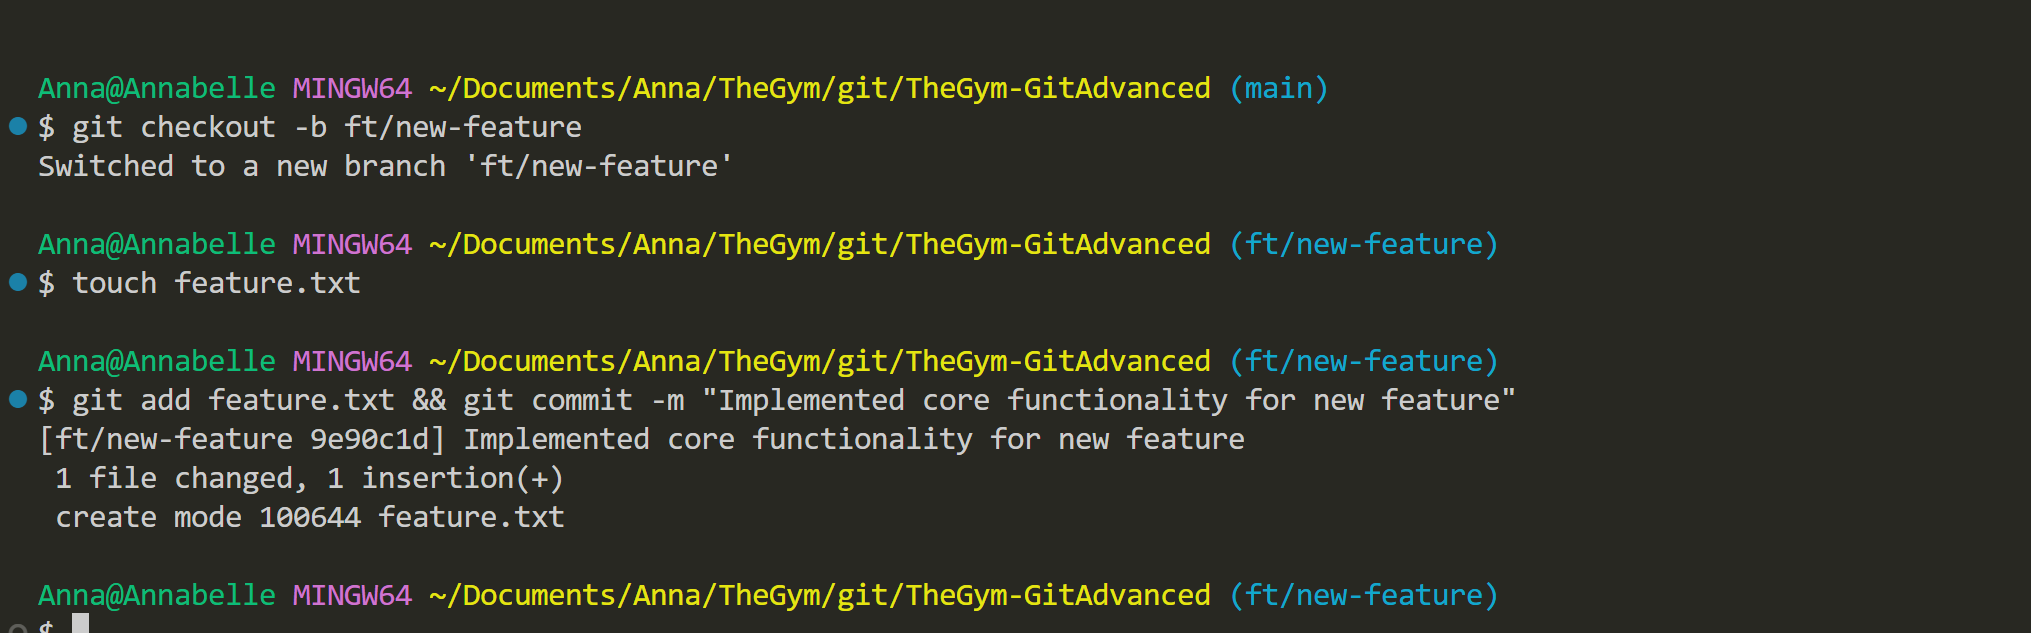 Anna@Annabelle MINGW64 ~/Documents/Anna/TheGym/git/TheGym-GitAdvanced (main)
$ git checkout -b ft/new-feature
Switched to a new branch 'ft/new-feature'
Anna@Annabelle MINGW64 ~/Documents/Anna/TheGym/git/TheGym-GitAdvanced (ft/new-feature)
$ touch feature.txt
Anna@Annabelle MINGW64 ~/Documents/Anna/TheGym/git/TheGym-GitAdvanced (ft/new-feature)
$ git add feature.txt && git commit -m "Implemented core functionality for new feature"
[ft/new-feature 9e90c1d] Implemented core functionality for new feature
 1 file changed, 1 insertion(+)
 create mode 100644 feature.txt
Anna@Annabelle MINGW64 ~/Documents/Anna/TheGym/git/TheGym-GitAdvanced (ft/new-feature)
$